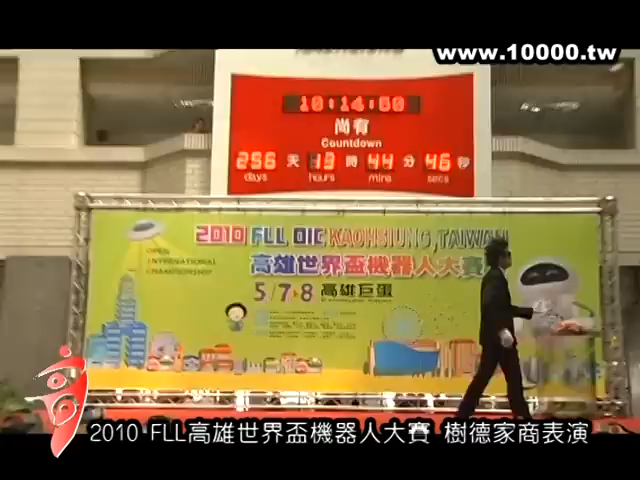 www.10000.tw
10:14:50
尚有
Countdown
256 天 13 時 44 分 46 秒
days hours mins secs
2010 FLL OIC KAOHSIUNG, TAIWAN
OPEN
INTERNATIONAL
CHAMPIONSHIP
高雄世界盃機器人大賽
5/7-8 高雄巨蛋
2010 FLL高雄世界盃機器人大賽 樹德家商表演